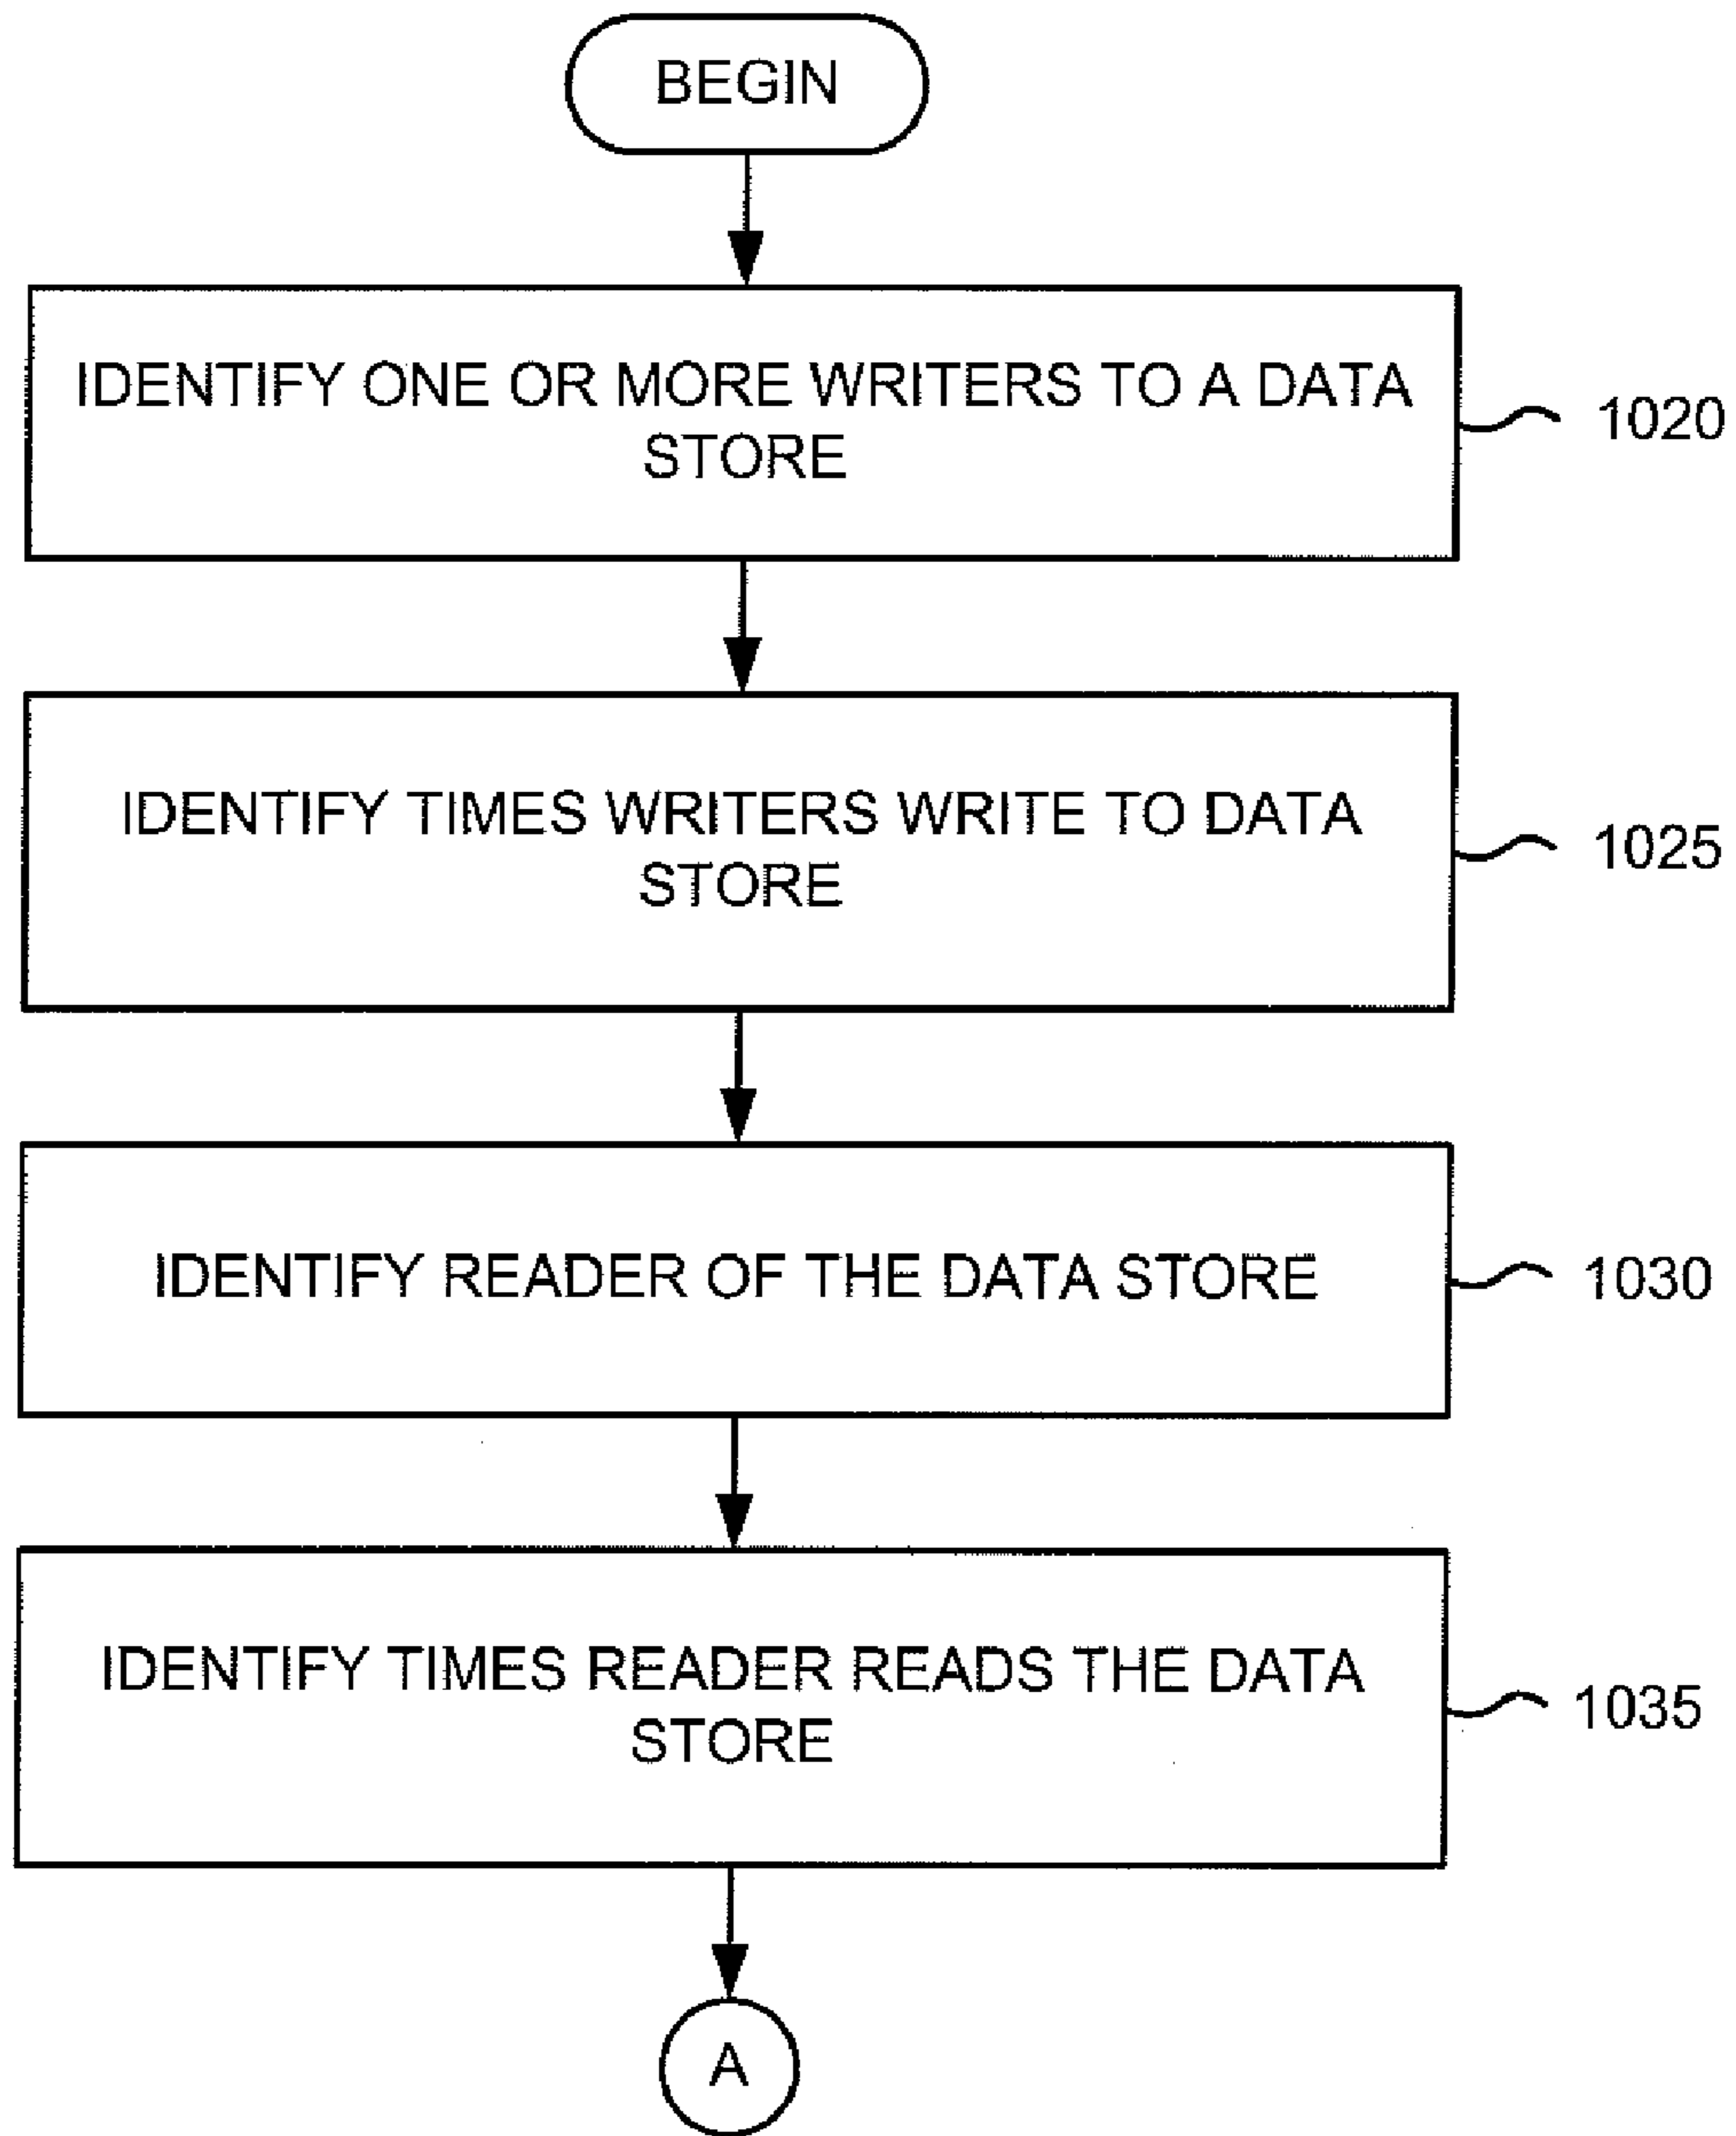 BEGIN
IDENTIFY ONE OR MORE WRITERS TO A DATA
STORE
1020
IDENTIFY TIMES WRITERS WRITE TO DATA
STORE
1025
IDENTIFY READER OF THE DATA STORE
1030
IDENTIFY TIMES READER READS THE DATA
STORE
1035
A